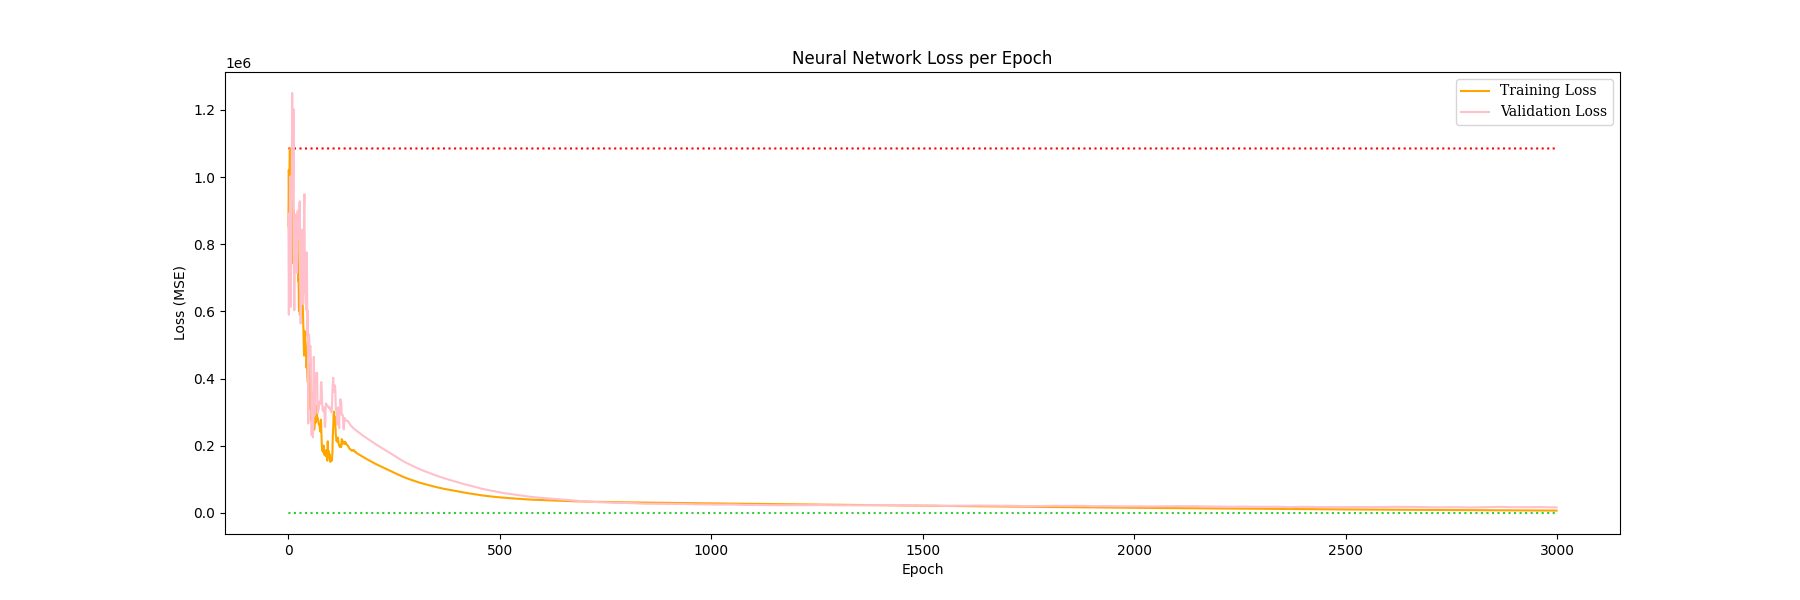 Neural Network Loss per Epoch
1e6
Training Loss
Validation Loss
1.2
1.0
0.8
0.6
0.4
0.2
0.0
Loss (MSE)
0 500 1000 1500 2000 2500 3000
Epoch